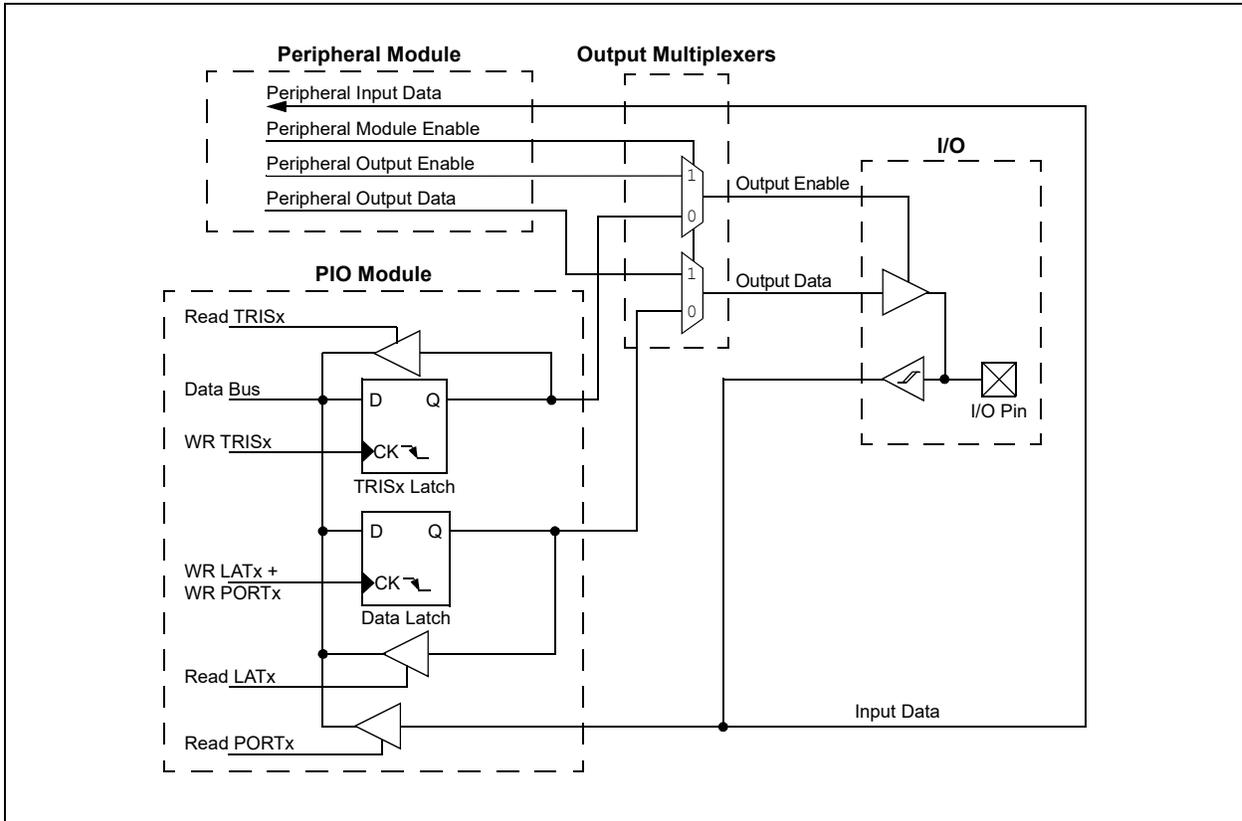 Peripheral Module
Output Multiplexers
Peripheral Input Data
Peripheral Module Enable
Peripheral Output Enable
Peripheral Output Data
1
0
Output Enable
1
0
Output Data
I/O
I/O Pin
PIO Module
Read TRISx
Data Bus
D
Q
WR TRISx
CK
TRISx Latch
D
Q
WR LATx +
WR PORTx
CK
Data Latch
Read LATx
Read PORTx
Input Data